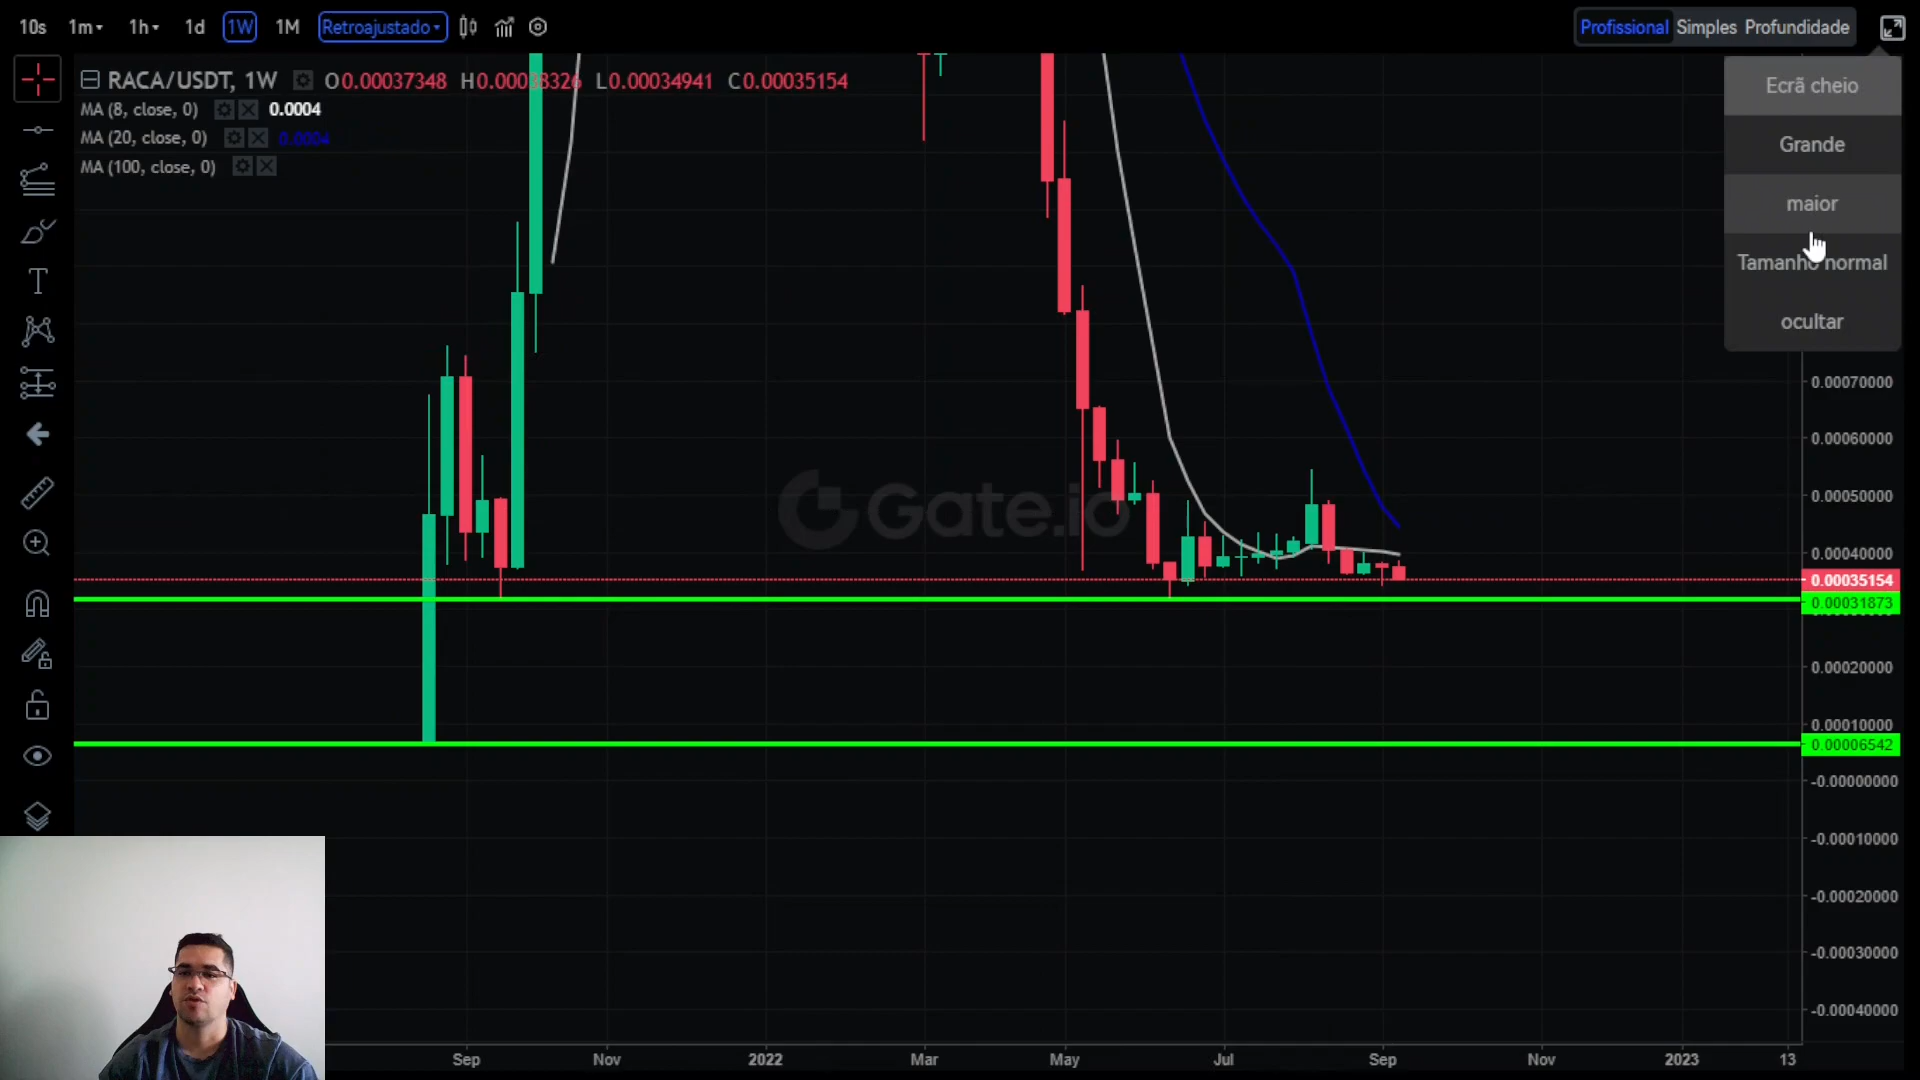 10s 1m 1h 1d 1W 1M Retroajustado
Profissional Simples Profundidade
RACA/USDT, 1W O0.00037348 H0.00038326 L0.00034941 C0.00035154
MA (8, close, 0) 0.0004
MA (20, close, 0) 0.0004
MA (100, close, 0)
Ecrã cheio
Grande
maior
Tamanho normal
ocultar
Gate.io
0.00070000
0.00060000
0.00050000
0.00040000
0.00035154
0.00031873
0.00020000
0.00010000
0.00006542
-0.00000000
-0.00010000
-0.00020000
-0.00030000
-0.00040000
Sep Nov 2022 Mar May Jul Sep Nov 2023 13